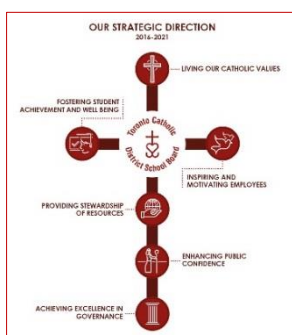 OUR STRATEGIC DIRECTION
2016-2021
LIVING OUR CATHOLIC VALUES
FOSTERING STUDENT
ACHIEVEMENT AND WELL BEING
Toronto Catholic
District School Board
INSPIRING AND
MOTIVATING EMPLOYEES
PROVIDING STEWARDSHIP
OF RESOURCES
ENHANCING PUBLIC
CONFIDENCE
ACHIEVING EXCELLENCE IN
GOVERNANCE